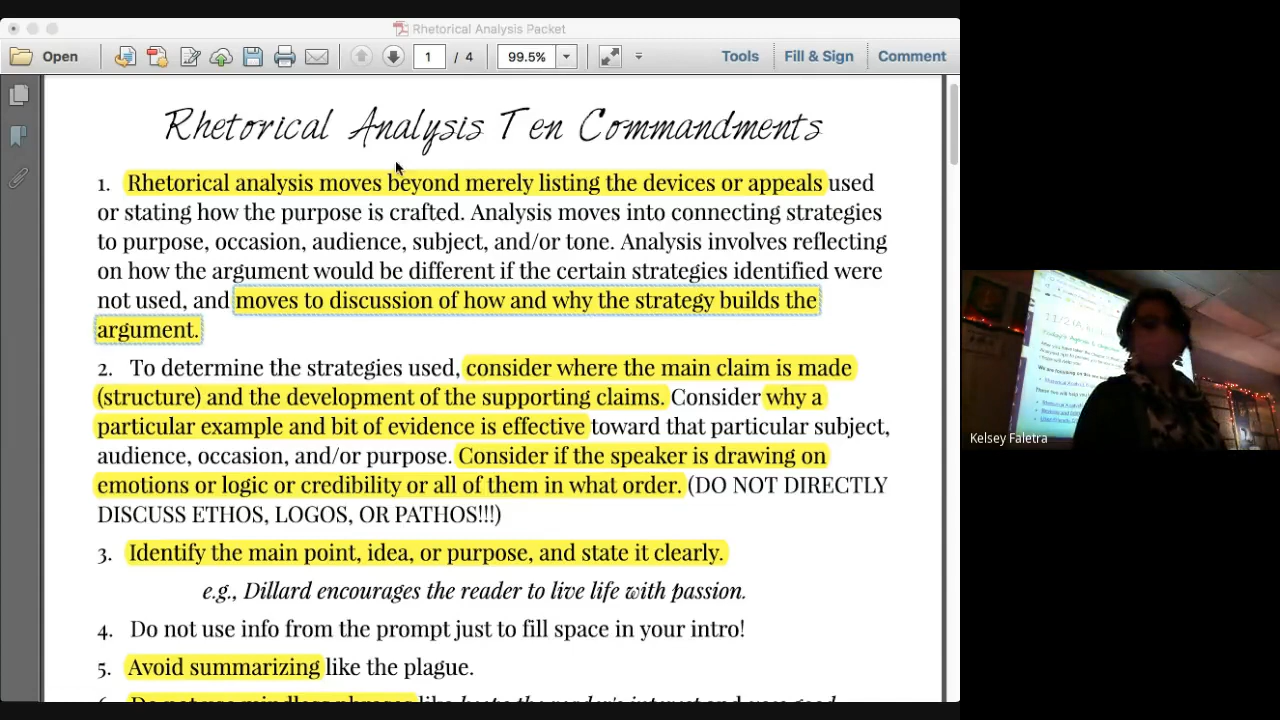 Rhetorical Analysis Packet
Open
1 / 4
99.5%
Tools
Fill & Sign
Comment
Rhetorical Analysis Ten Commandments
1. Rhetorical analysis moves beyond merely listing the devices or appeals used
or stating how the purpose is crafted. Analysis moves into connecting strategies
to purpose, occasion, audience, subject, and/or tone. Analysis involves reflecting
on how the argument would be different if the certain strategies identified were
not used, and moves to discussion of how and why the strategy builds the
argument.
2. To determine the strategies used, consider where the main claim is made
(structure) and the development of the supporting claims. Consider why a
particular example and bit of evidence is effective toward that particular subject,
audience, occasion, and/or purpose. Consider if the speaker is drawing on
emotions or logic or credibility or all of them in what order. (DO NOT DIRECTLY
DISCUSS ETHOS, LOGOS, OR PATHOS!!!)
3. Identify the main point, idea, or purpose, and state it clearly.
e.g., Dillard encourages the reader to live life with passion.
4. Do not use info from the prompt just to fill space in your intro!
5. Avoid summarizing like the plague.
Kelsey Faletra